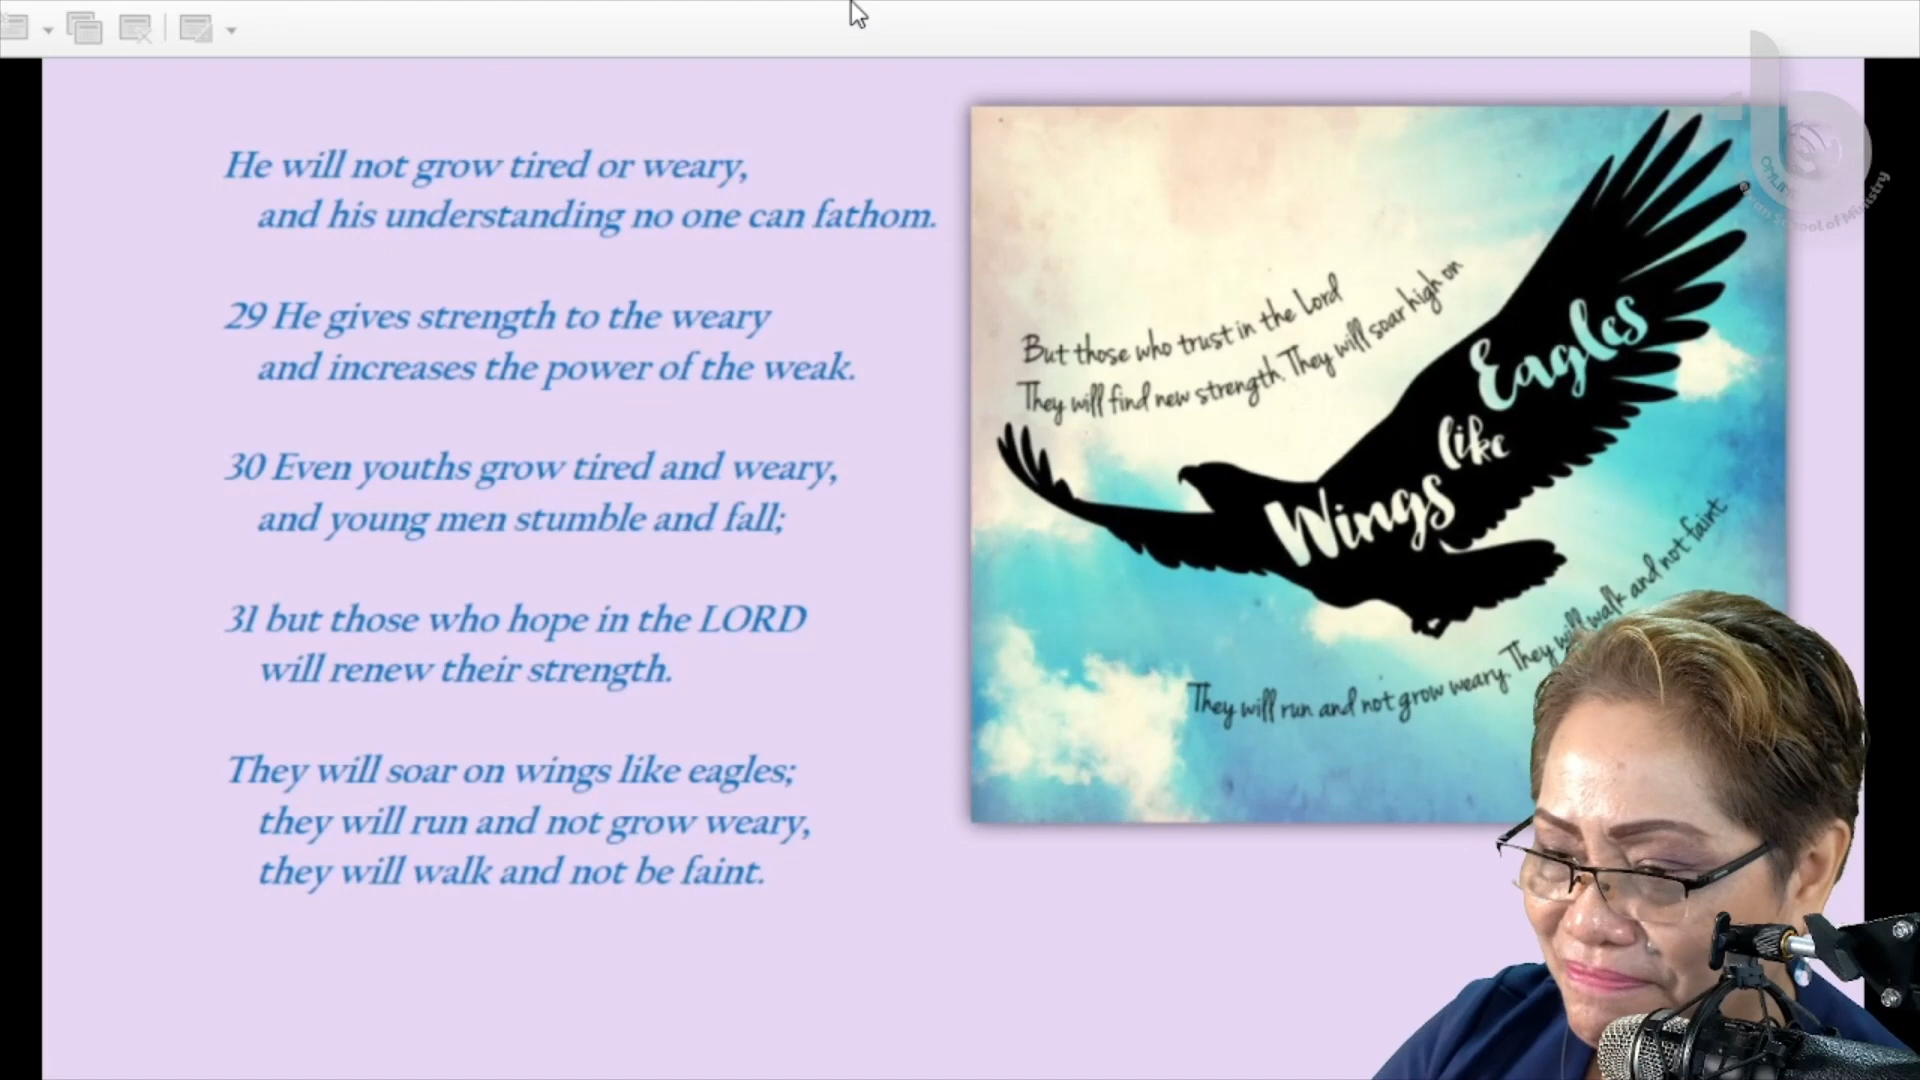 He will not grow tired or weary,
and his understanding no one can fathom.
29 He gives strength to the weary
and increases the power of the weak.
30 Even youths grow tired and weary,
and young men stumble and fall;
31 but those who hope in the LORD
will renew their strength.
They will soar on wings like eagles;
they will run and not grow weary,
they will walk and not be faint.
But those who trust in the Lord
They will find new strength. They will soar high on
Wings
like
Eagles
They will run and not grow weary. They will walk and not faint
School of Ministry